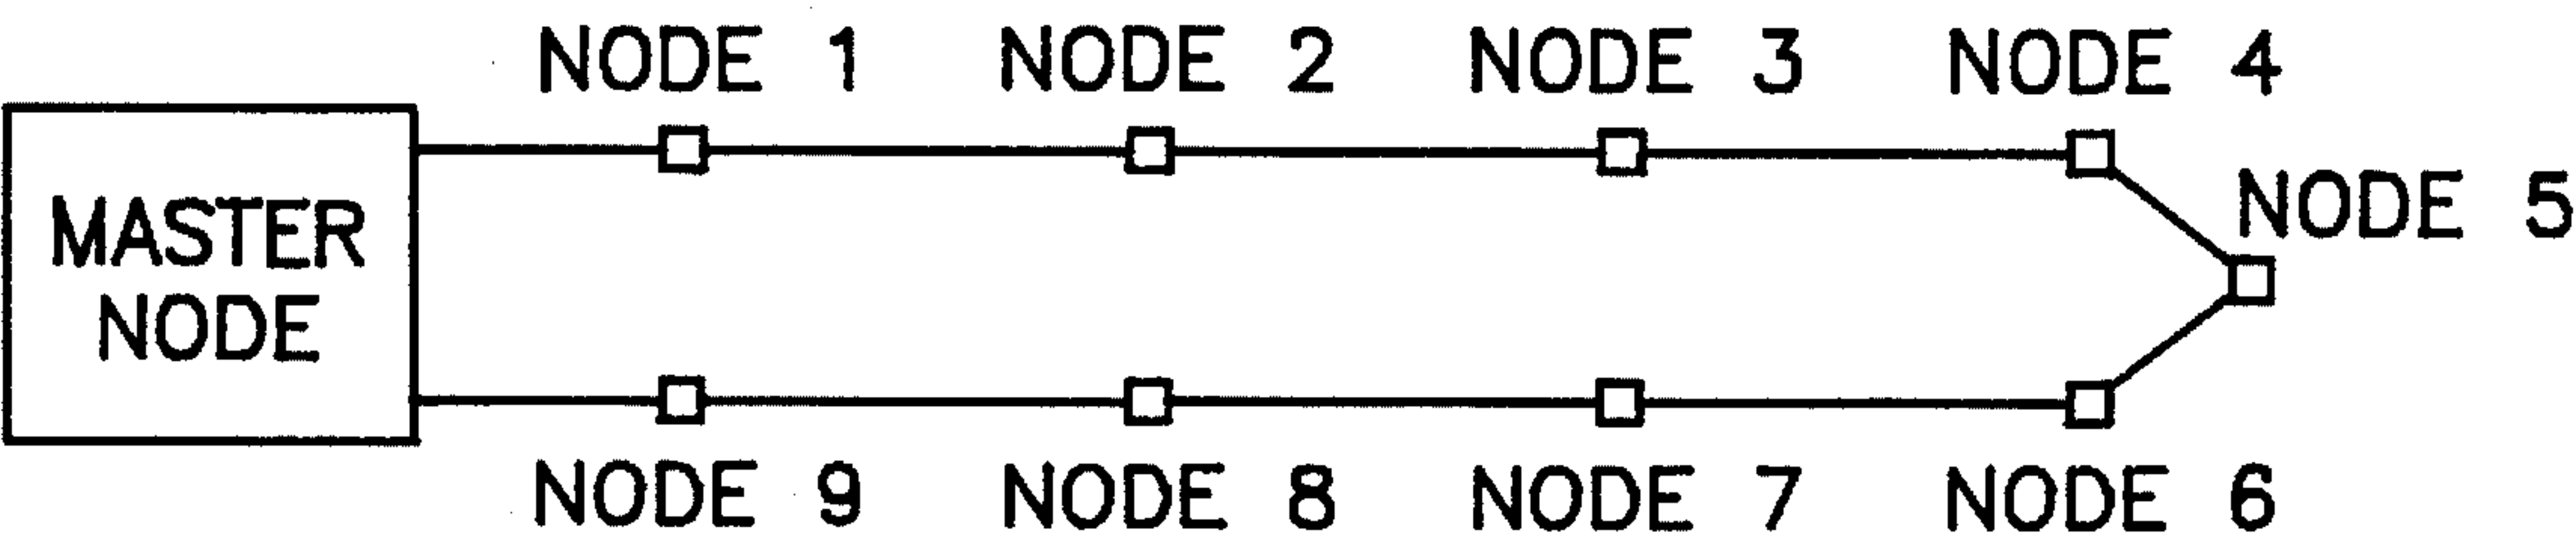 NODE 1 NODE 2 NODE 3 NODE 4
MASTER
NODE
NODE 5
NODE 9 NODE 8 NODE 7 NODE 6